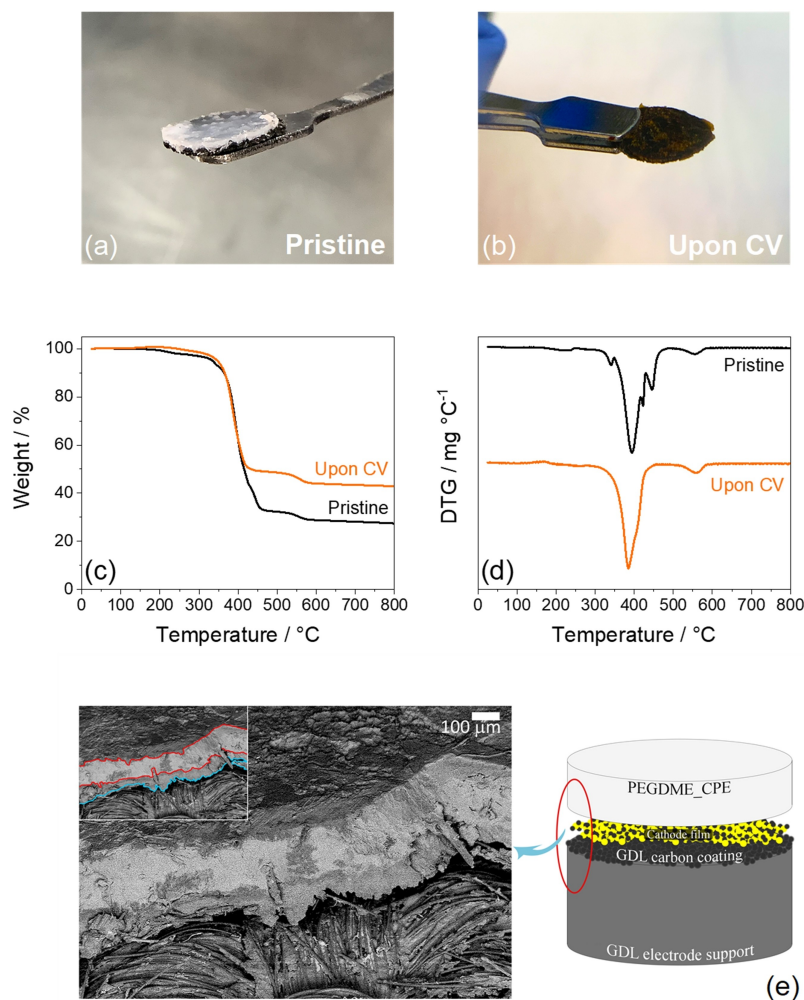 (a) Pristine
(b) Upon CV
100
80
60
40
20
0
Weight / %
Upon CV
Pristine
(c)
0 100 200 300 400 500 600 700 800
Temperature / °C
DTG / mg °C⁻¹
Pristine
Upon CV
(d)
0 100 200 300 400 500 600 700 800
Temperature / °C
100 µm
PEGDME_CPE
Cathode film
GDL carbon coating
GDL electrode support
(e)